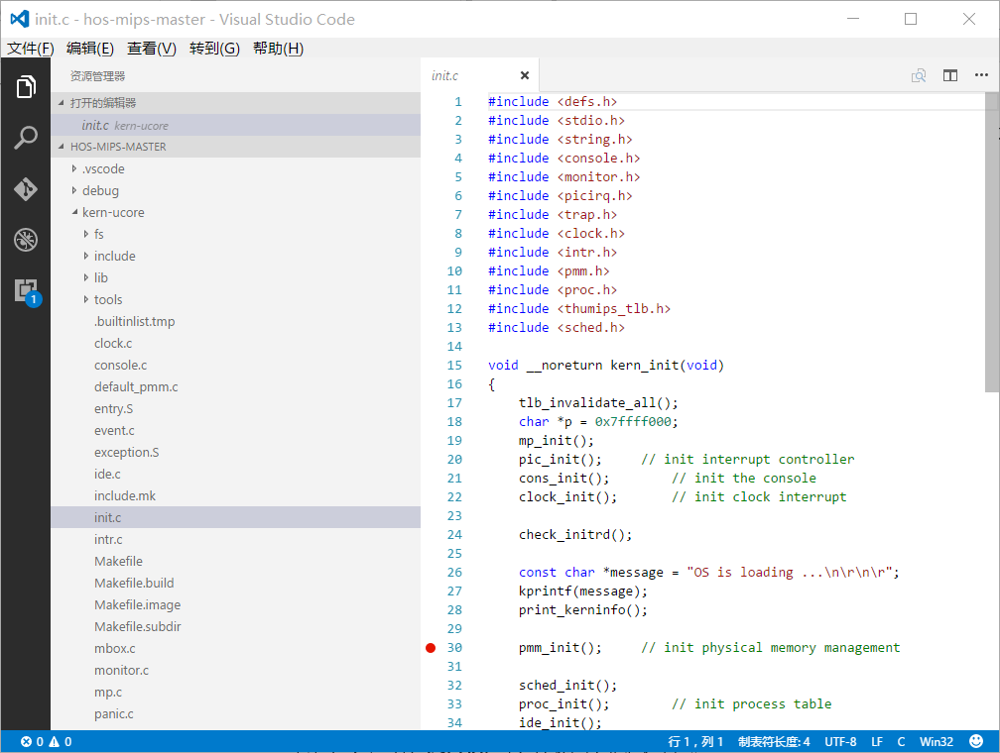 init.c - hos-mips-master - Visual Studio Code
文件(F) 编辑(E) 查看(V) 转到(G) 帮助(H)
资源管理器
打开的编辑器
init.c kern-ucore
HOS-MIPS-MASTER
.vscode
debug
kern-ucore
fs
include
lib
tools
.builtinlist.tmp
clock.c
console.c
default_pmm.c
entry.S
event.c
exception.S
ide.c
include.mk
init.c
intr.c
Makefile
Makefile.build
Makefile.image
Makefile.subdir
mbox.c
monitor.c
mp.c
panic.c
1
init.c
1 #include <defs.h>
2 #include <stdio.h>
3 #include <string.h>
4 #include <console.h>
5 #include <monitor.h>
6 #include <picirq.h>
7 #include <trap.h>
8 #include <clock.h>
9 #include <intr.h>
10 #include <pmm.h>
11 #include <proc.h>
12 #include <thumips_tlb.h>
13 #include <sched.h>
14
15 void __noreturn kern_init(void)
16 {
17 tlb_invalidate_all();
18 char *p = 0x7ffff000;
19 mp_init();
20 pic_init(); // init interrupt controller
21 cons_init(); // init the console
22 clock_init(); // init clock interrupt
23
24 check_initrd();
25
26 const char *message = "OS is loading ...\n\r\n\r";
27 kprintf(message);
28 print_kerninfo();
29
30 pmm_init(); // init physical memory management
31
32 sched_init();
33 proc_init(); // init process table
34 ide_init();
0 0 行 1，列 1 制表符长度: 4 UTF-8 LF C Win32